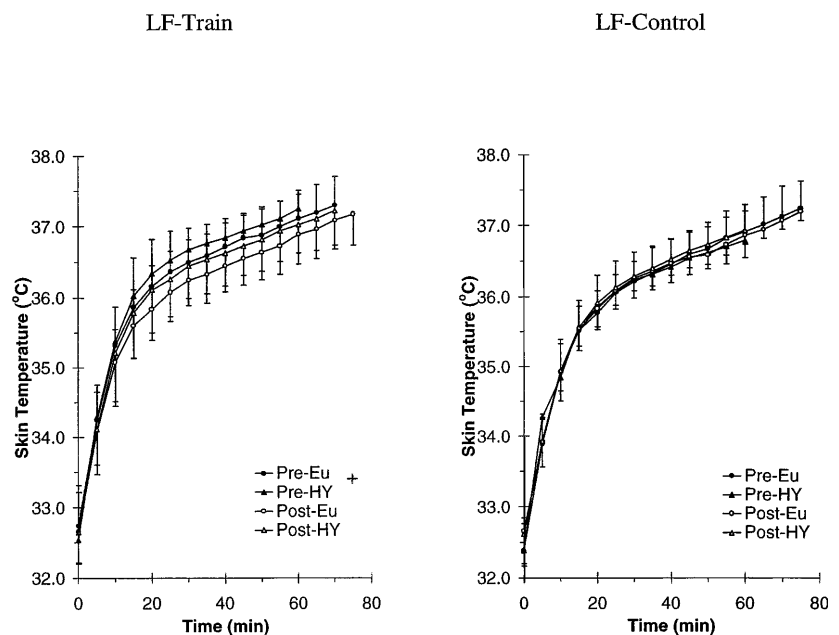 LF-Train
LF-Control
Skin Temperature (°C)
38.0
37.0
36.0
35.0
34.0
33.0
32.0
Pre-Eu +
Pre-HY
Post-Eu
Post-HY
0 20 40 60 80
Time (min)
Skin Temperature (°C)
38.0
37.0
36.0
35.0
34.0
33.0
32.0
Pre-Eu
Pre-HY
Post-Eu
Post-HY
0 20 40 60 80
Time (min)